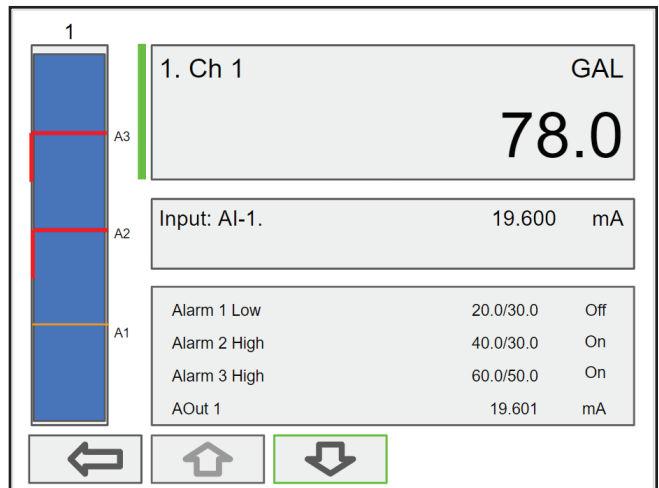 1
A3
A2
A1
1. Ch 1 GAL
78.0
Input: AI-1. 19.600 mA
Alarm 1 Low 20.0/30.0 Off
Alarm 2 High 40.0/30.0 On
Alarm 3 High 60.0/50.0 On
AOut 1 19.601 mA